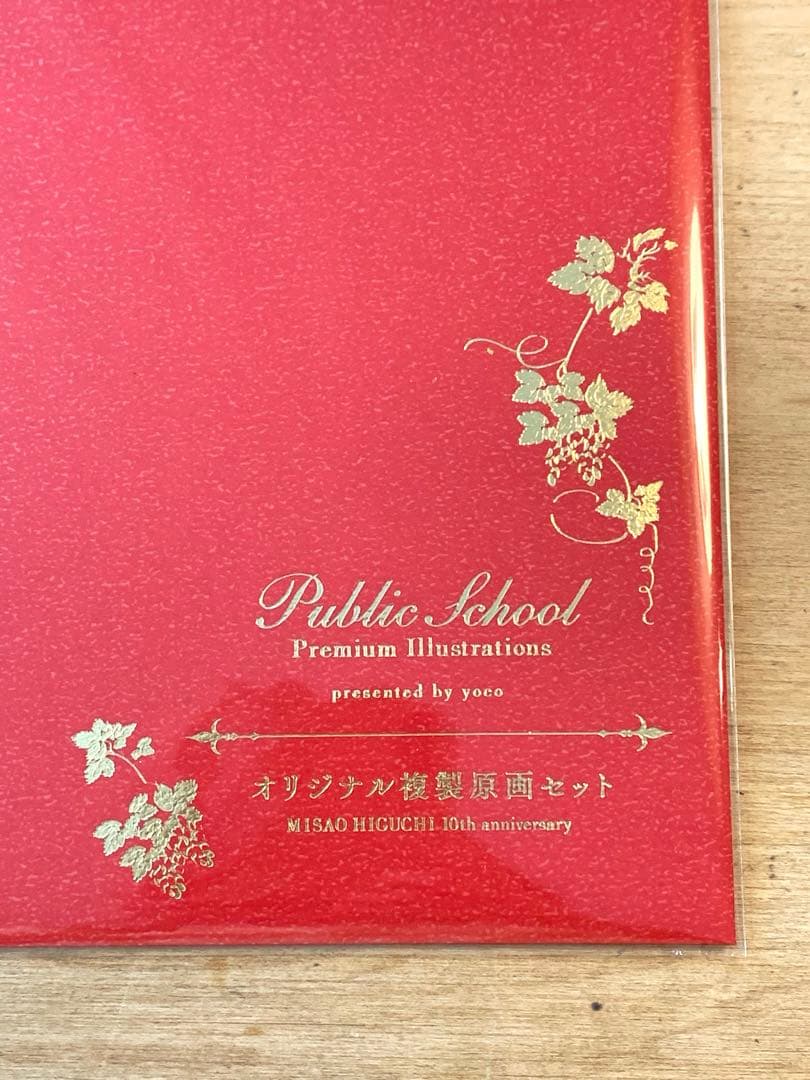 Public School
Premium Illustrations
presented by yoco
オリジナル複製原画セット
MISAO HIGUCHI 10th anniversary